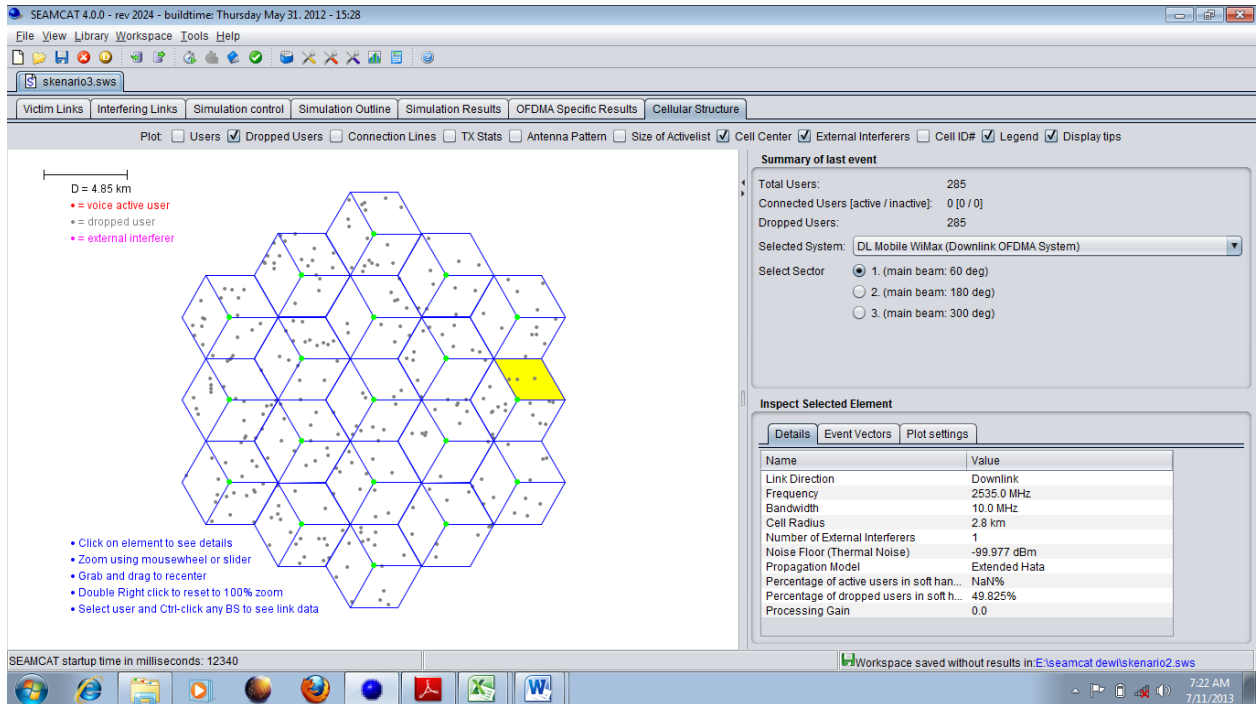 SEAMCAT 4.0.0 - rev 2024 - buildtime: Thursday May 31. 2012 - 15:28
File View Library Workspace Tools Help
skenario3.sws
Victim Links Interfering Links Simulation control Simulation Outline Simulation Results OFDMA Specific Results Cellular Structure
Plot: Users Dropped Users Connection Lines TX Stats Antenna Pattern Size of Activelist Cell Center External Interferers Cell ID# Legend Display tips
D = 4.85 km
• = voice active user
• = dropped user
• = external interferer
• Click on element to see details
• Zoom using mousewheel or slider
• Grab and drag to recenter
• Double Right click to reset to 100% zoom
• Select user and Ctrl-click any BS to see link data
Summary of last event
Total Users: 285
Connected Users [active / inactive]: 0 [0 / 0]
Dropped Users: 285
Selected System: DL Mobile WiMax (Downlink OFDMA System)
Select Sector 1. (main beam: 60 deg)
2. (main beam: 180 deg)
3. (main beam: 300 deg)
Inspect Selected Element
Details Event Vectors Plot settings
Name Value
Link Direction Downlink
Frequency 2535.0 MHz
Bandwidth 10.0 MHz
Cell Radius 2.8 km
Number of External Interferers 1
Noise Floor (Thermal Noise) -99.977 dBm
Propagation Model Extended Hata
Percentage of active users in soft han... NaN%
Percentage of dropped users in soft h... 49.825%
Processing Gain 0.0
SEAMCAT startup time in milliseconds: 12340
Workspace saved without results in:E:\seamcat dewi\skenario2.sws
7:22 AM
7/11/2013